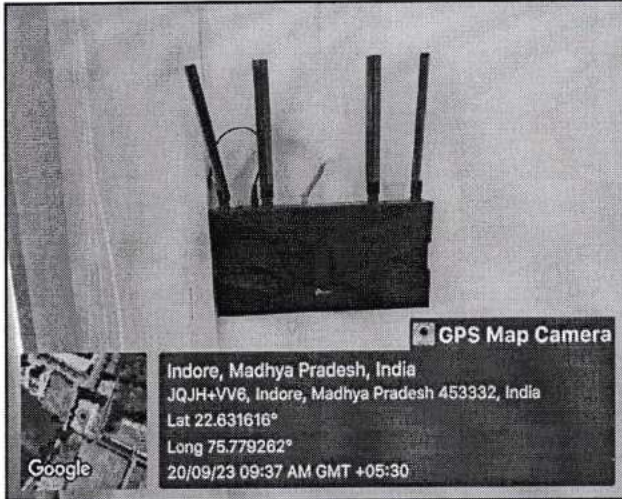 GPS Map Camera
Indore, Madhya Pradesh, India
JQJH+VV6, Indore, Madhya Pradesh 453332, India
Lat 22.631616°
Long 75.779262°
20/09/23 09:37 AM GMT +05:30
Google